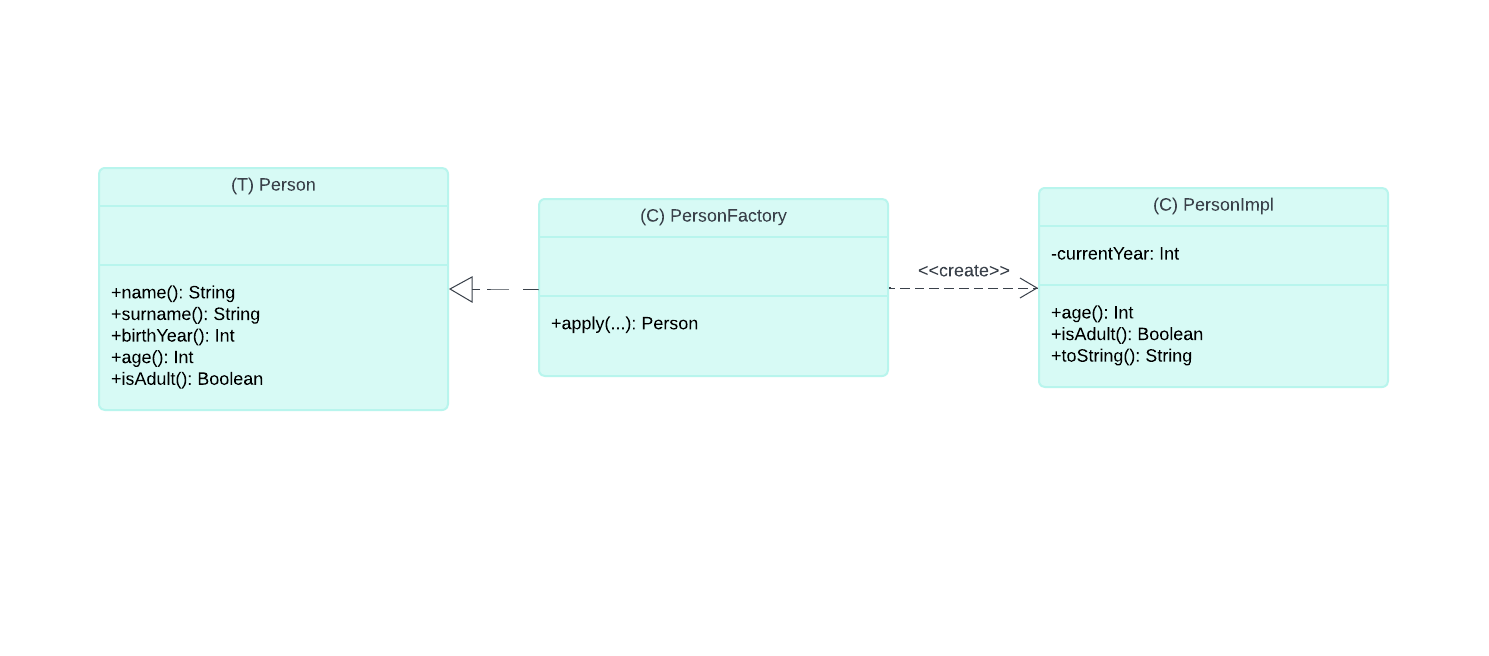 (T) Person
+name(): String
+surname(): String
+birthYear(): Int
+age(): Int
+isAdult(): Boolean
(C) PersonFactory
+apply(...): Person
<<create>>
(C) PersonImpl
-currentYear: Int
+age(): Int
+isAdult(): Boolean
+toString(): String